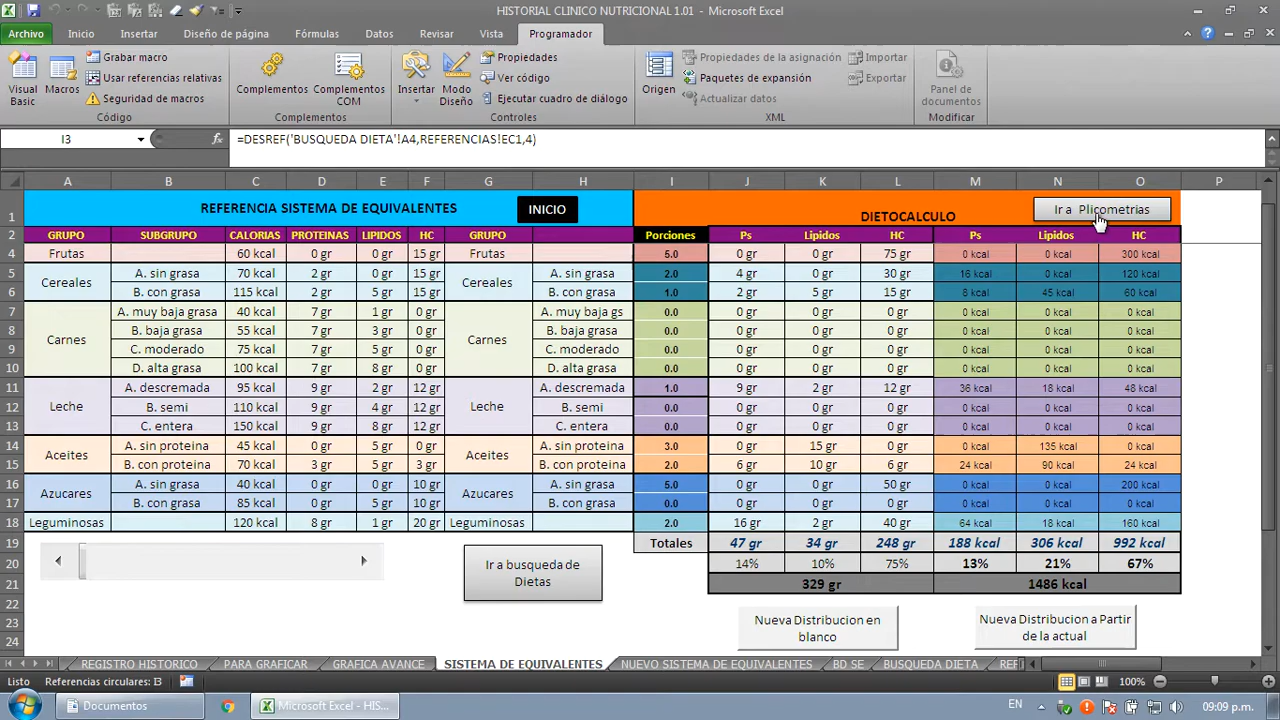 HISTORIAL CLINICO NUTRICIONAL 1.01 - Microsoft Excel
Archivo Inicio Insertar Diseño de página Fórmulas Datos Revisar Vista Programador
Visual Basic
Macros
Grabar macro
Usar referencias relativas
Seguridad de macros
Código
Complementos
Complementos COM
Complementos
Insertar
Modo Diseño
Propiedades
Ver código
Ejecutar cuadro de diálogo
Controles
Origen
Propiedades de la asignación
Paquetes de expansión
Actualizar datos
Importar
Exportar
XML
Panel de documentos
Modificar
I3 fx =DESREF('BUSQUEDA DIETA'!A4,REFERENCIAS!EC1,4)
A B C D E F G H I J K L M N O P
1 REFERENCIA SISTEMA DE EQUIVALENTES INICIO DIETOCALCULO Ir a Plicometrias
2 GRUPO SUBGRUPO CALORIAS PROTEINAS LIPIDOS HC GRUPO Porciones Ps Lipidos HC Ps Lipidos HC
4 Frutas 60 kcal 0 gr 0 gr 15 gr Frutas 5.0 0 gr 0 gr 75 gr 0 kcal 0 kcal 300 kcal
5 Cereales A. sin grasa 70 kcal 2 gr 0 gr 15 gr Cereales A. sin grasa 2.0 4 gr 0 gr 30 gr 16 kcal 0 kcal 120 kcal
6 B. con grasa 115 kcal 2 gr 5 gr 15 gr B. con grasa 1.0 2 gr 5 gr 15 gr 8 kcal 45 kcal 60 kcal
7 Carnes A. muy baja grasa 40 kcal 7 gr 1 gr 0 gr Carnes A. muy baja gs 0.0 0 gr 0 gr 0 gr 0 kcal 0 kcal 0 kcal
8 B. baja grasa 55 kcal 7 gr 3 gr 0 gr B. baja grasa 0.0 0 gr 0 gr 0 gr 0 kcal 0 kcal 0 kcal
9 C. moderado 75 kcal 7 gr 5 gr 0 gr C. moderado 0.0 0 gr 0 gr 0 gr 0 kcal 0 kcal 0 kcal
10 D. alta grasa 100 kcal 7 gr 8 gr 0 gr D. alta grasa 0.0 0 gr 0 gr 0 gr 0 kcal 0 kcal 0 kcal
11 Leche A. descremada 95 kcal 9 gr 2 gr 12 gr Leche A. descremada 1.0 9 gr 2 gr 12 gr 36 kcal 18 kcal 48 kcal
12 B. semi 110 kcal 9 gr 4 gr 12 gr B. semi 0.0 0 gr 0 gr 0 gr 0 kcal 0 kcal 0 kcal
13 C. entera 150 kcal 9 gr 8 gr 12 gr C. entera 0.0 0 gr 0 gr 0 gr 0 kcal 0 kcal 0 kcal
14 Aceites A. sin proteina 45 kcal 0 gr 5 gr 0 gr Aceites A. sin proteina 3.0 0 gr 15 gr 0 gr 0 kcal 135 kcal 0 kcal
15 B. con proteina 70 kcal 3 gr 5 gr 3 gr B. con proteina 2.0 6 gr 10 gr 6 gr 24 kcal 90 kcal 24 kcal
16 Azucares A. sin grasa 40 kcal 0 gr 0 gr 10 gr Azucares A. sin grasa 5.0 0 gr 0 gr 50 gr 0 kcal 0 kcal 200 kcal
17 B. con grasa 85 kcal 0 gr 5 gr 10 gr B. con grasa 0.0 0 gr 0 gr 0 gr 0 kcal 0 kcal 0 kcal
18 Leguminosas 120 kcal 8 gr 1 gr 20 gr Leguminosas 2.0 16 gr 2 gr 40 gr 64 kcal 18 kcal 160 kcal
19 Totales 47 gr 34 gr 248 gr 188 kcal 306 kcal 992 kcal
20 Ir a busqueda de Dietas 14% 10% 75% 13% 21% 67%
21 329 gr 1486 kcal
22
23 Nueva Distribucion en blanco Nueva Distribucion a Partir de la actual
24
REGISTRO HISTORICO PARA GRAFICAR GRAFICA AVANCE SISTEMA DE EQUIVALENTES NUEVO SISTEMA DE EQUIVALENTES BD SE BUSQUEDA DIETA REF
Listo Referencias circulares: I3 100%
Documentos Microsoft Excel - HIS... EN 09:09 p.m.